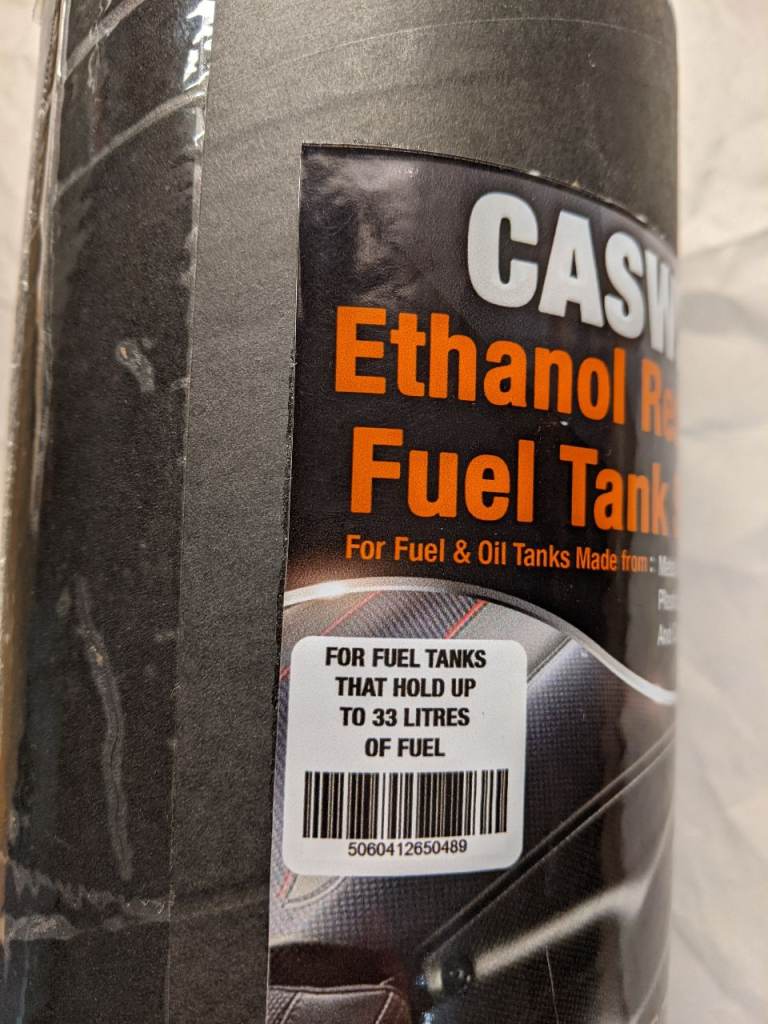 CASW
Ethanol Re
Fuel Tank
For Fuel & Oil Tanks Made from::
FOR FUEL TANKS
THAT HOLD UP
TO 33 LITRES
OF FUEL
5060412650489